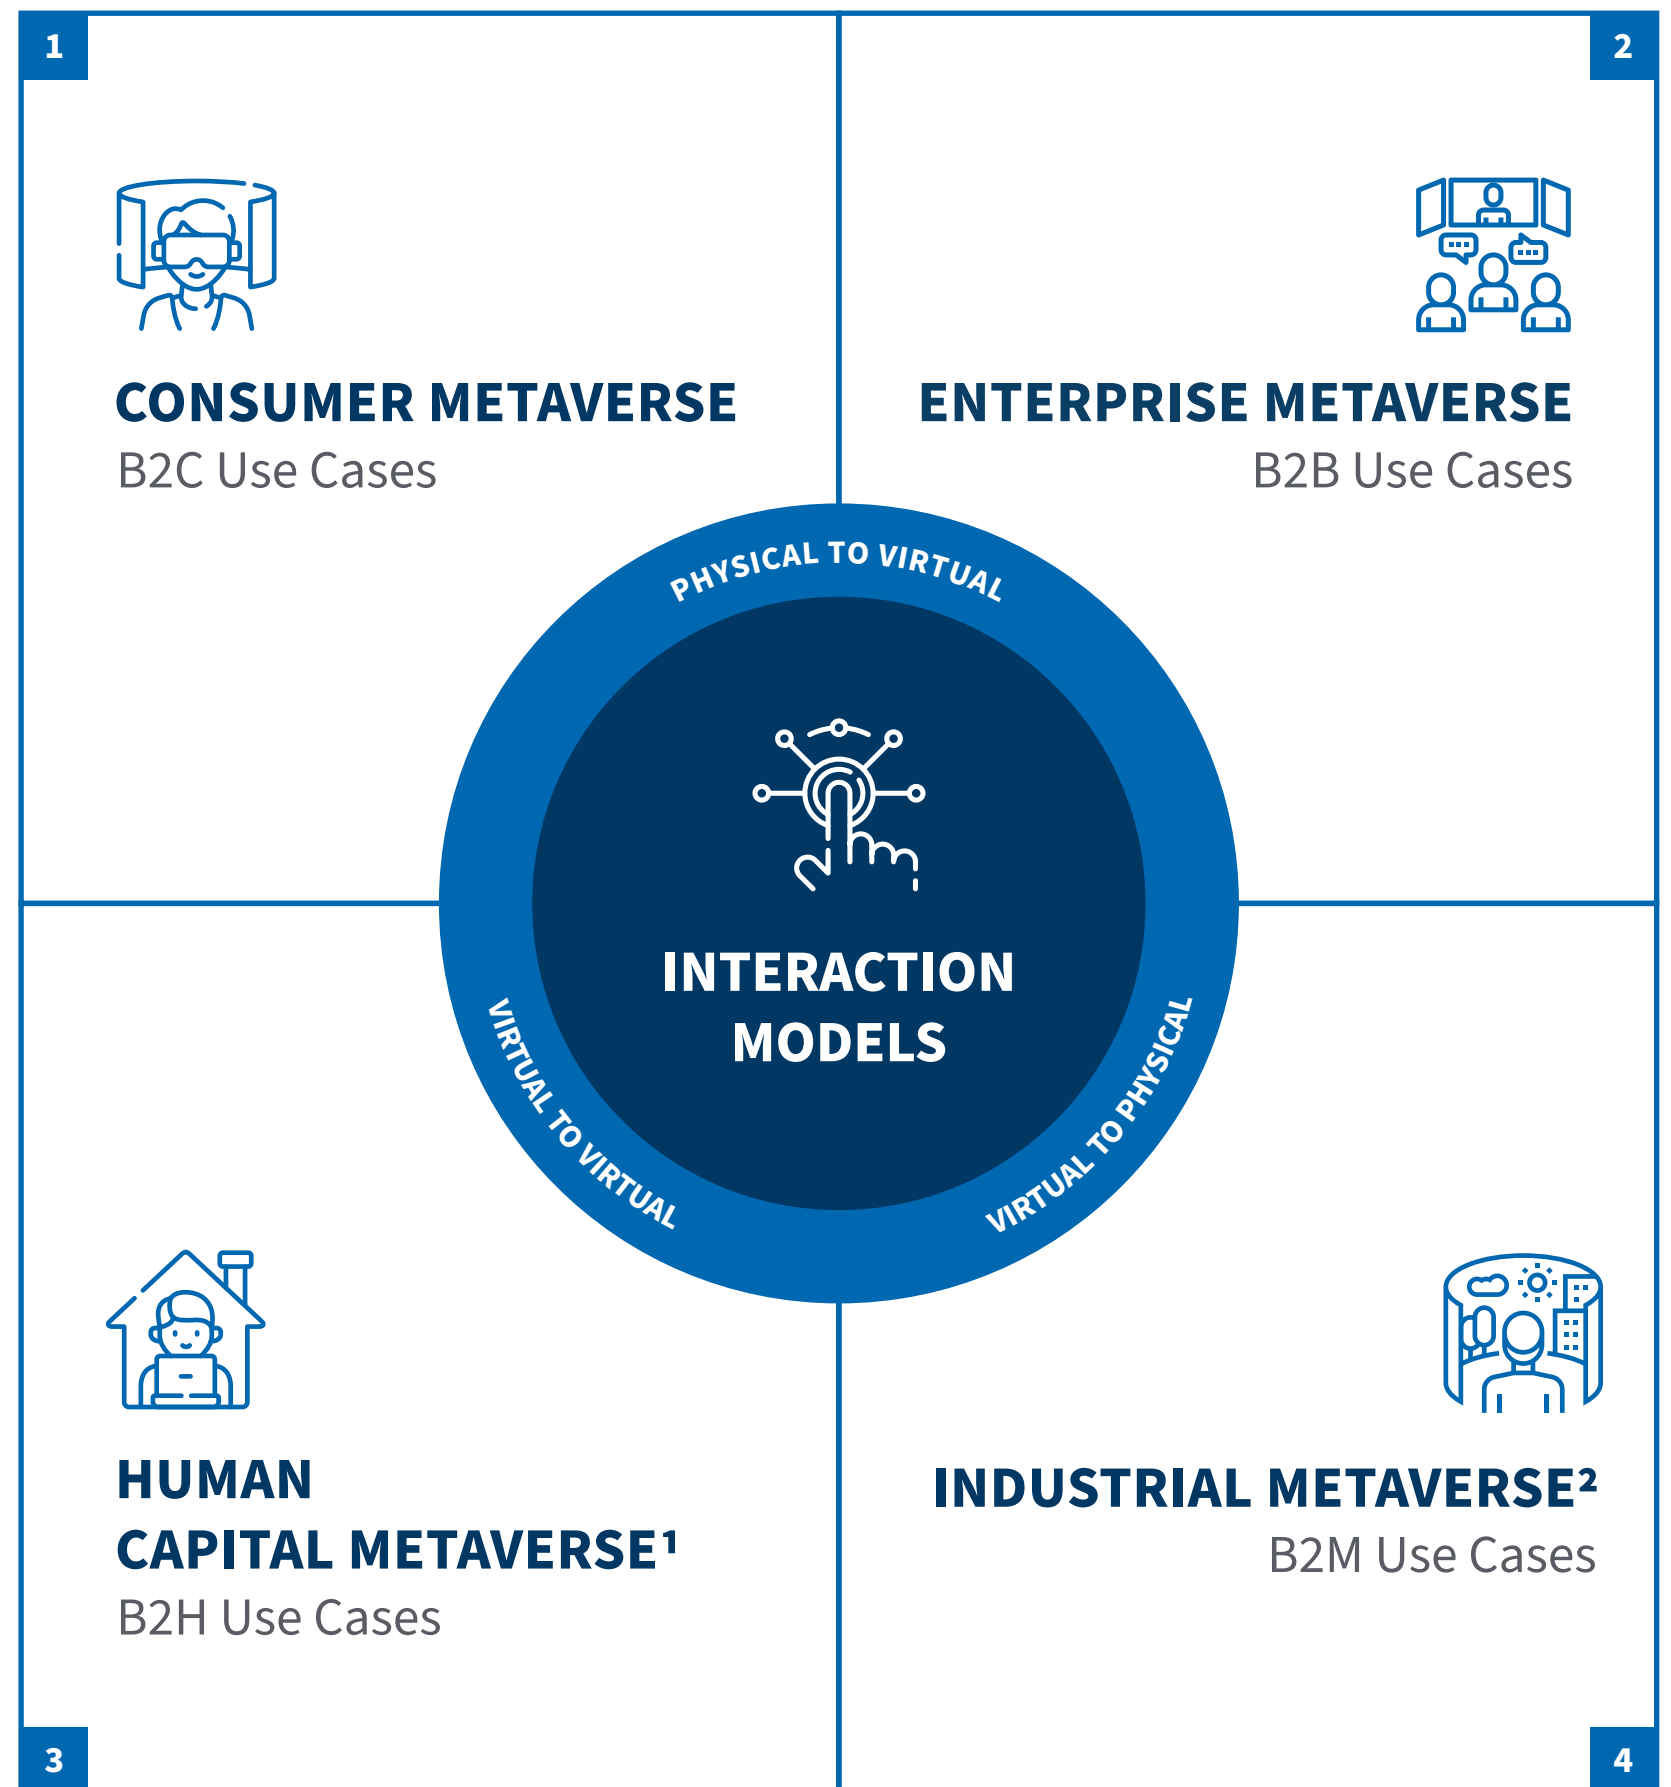 1
2
CONSUMER METAVERSE
B2C Use Cases
ENTERPRISE METAVERSE
B2B Use Cases
PHYSICAL TO VIRTUAL
INTERACTION
MODELS
VIRTUAL TO VIRTUAL
VIRTUAL TO PHYSICAL
HUMAN
CAPITAL METAVERSE¹
B2H Use Cases
INDUSTRIAL METAVERSE²
B2M Use Cases
3
4